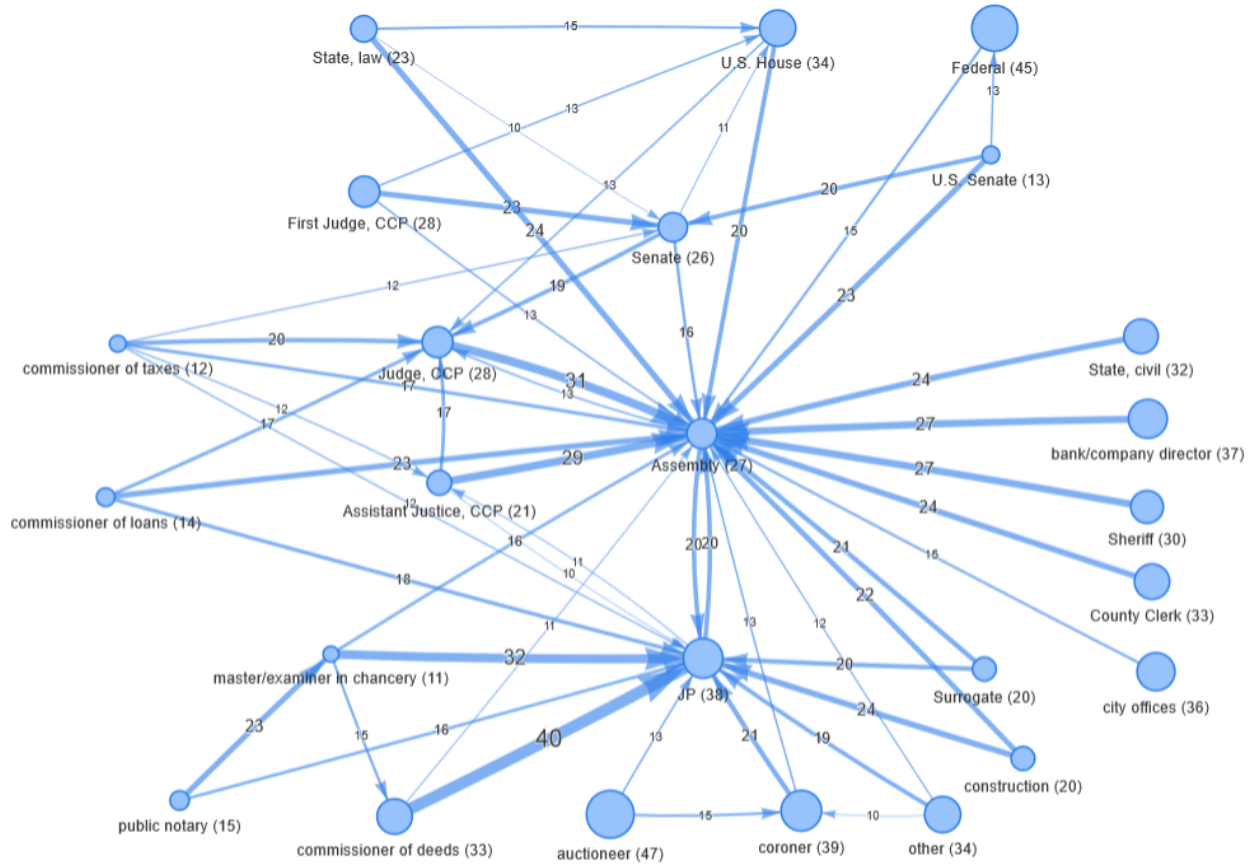 15
State, law (23)
U.S. House (34)
Federal (45)
13
13
10
11
13
20
U.S. Senate (13)
23
First Judge, CCP (28)
24
20
15
Senate (26)
12
19
23
13
16
20
commissioner of taxes (12)
Judge, CCP (28)
31
17
13
24
State, civil (32)
12
17
17
27
bank/company director (37)
23
29
Assembly (27)
27
commissioner of loans (14)
12
Assistant Justice, CCP (21)
24
Sheriff (30)
16
20
20
21
15
11
10
18
22
County Clerk (33)
11
13
12
32
20
master/examiner in chancery (11)
JP (38)
Surrogate (20)
city offices (36)
23
15
16
40
13
21
19
24
construction (20)
public notary (15)
15
10
commissioner of deeds (33)
auctioneer (47)
coroner (39)
other (34)